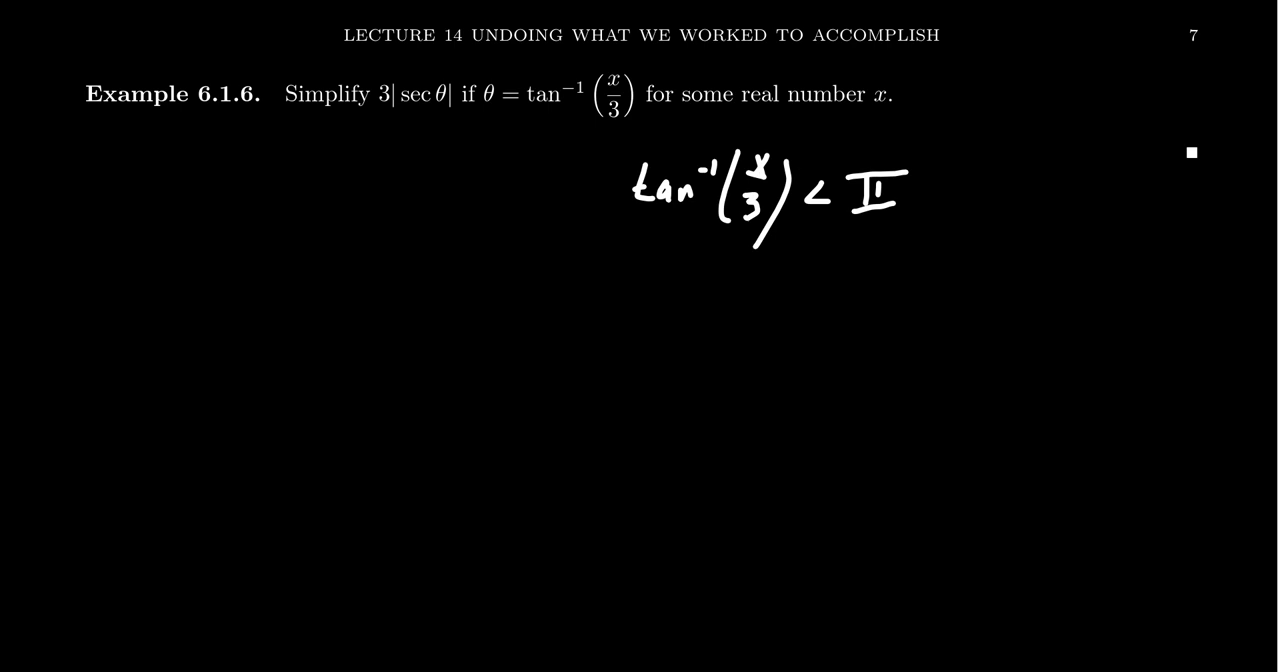 LECTURE 14 UNDOING WHAT WE WORKED TO ACCOMPLISH 7
Example 6.1.6. Simplify 3| sec θ| if θ = tan⁻¹ (x/3) for some real number x.
tan⁻¹(x/3) < π